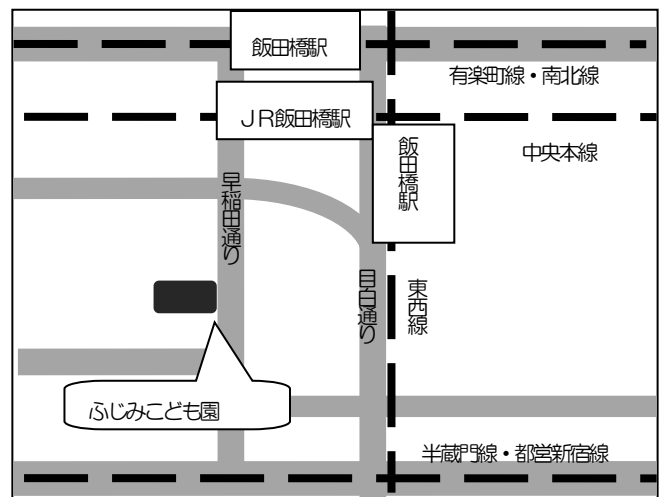 飯田橋駅
有楽町線・南北線
JR飯田橋駅
飯田橋駅
中央本線
早稲田通り
目白通り
東西線
ふじみこども園
半蔵門線・都営新宿線